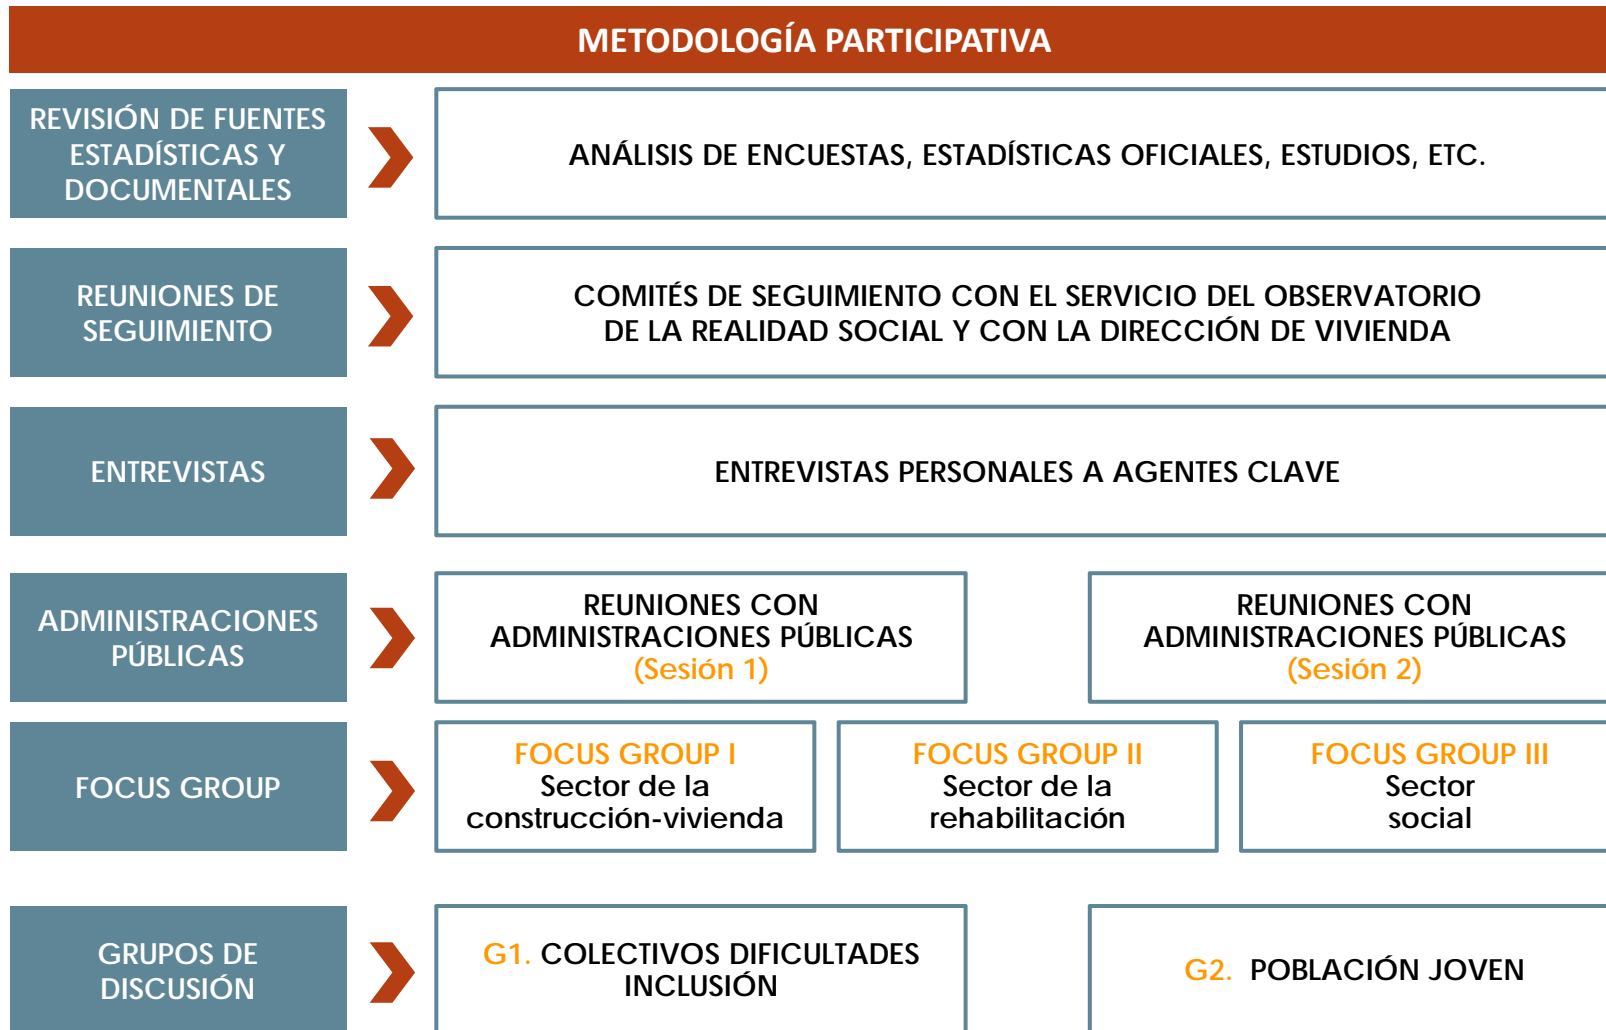 METODOLOGÍA PARTICIPATIVA
REVISIÓN DE FUENTES
ESTADÍSTICAS Y
DOCUMENTALES
ANÁLISIS DE ENCUESTAS, ESTADÍSTICAS OFICIALES, ESTUDIOS, ETC.
REUNIONES DE
SEGUIMIENTO
COMITÉS DE SEGUIMIENTO CON EL SERVICIO DEL OBSERVATORIO
DE LA REALIDAD SOCIAL Y CON LA DIRECCIÓN DE VIVIENDA
ENTREVISTAS
ENTREVISTAS PERSONALES A AGENTES CLAVE
ADMINISTRACIONES
PÚBLICAS
REUNIONES CON
ADMINISTRACIONES PÚBLICAS
(Sesión 1)
REUNIONES CON
ADMINISTRACIONES PÚBLICAS
(Sesión 2)
FOCUS GROUP
FOCUS GROUP I
Sector de la
construcción-vivienda
FOCUS GROUP II
Sector de la
rehabilitación
FOCUS GROUP III
Sector
social
GRUPOS DE
DISCUSIÓN
G1. COLECTIVOS DIFICULTADES
INCLUSIÓN
G2. POBLACIÓN JOVEN